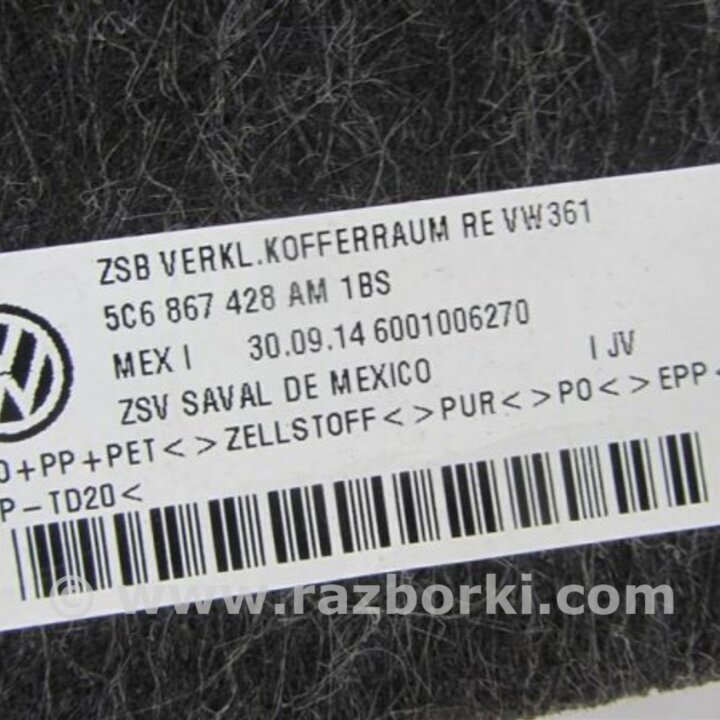 ZSB VERKL.KOFFERRAUM RE VW361
5C6 867 428 AM 1BS
MEX I 30.09.14 6001006270
ZSV SAVAL DE MEXICO I JV
+PP+PET< >ZELLSTOFF< >PUR< >PO< >EPP<
P-TD20<
© www.razborki.com